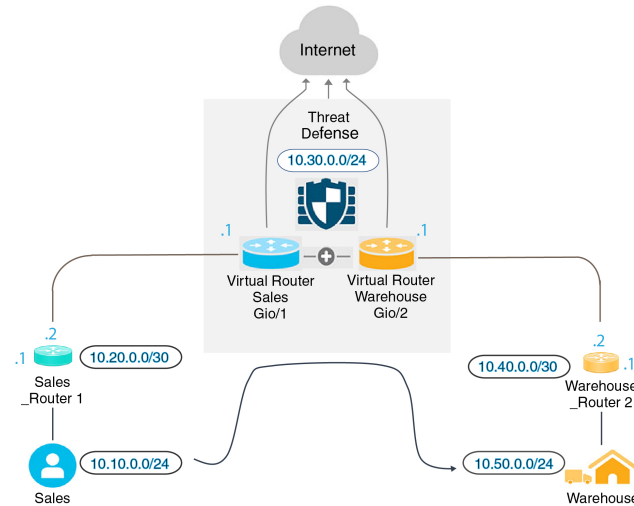 Internet
Threat
Defense
10.30.0.0/24
.1
.1
Virtual Router
Sales
Gio/1
Virtual Router
Warehouse
Gio/2
.2
.1
10.20.0.0/30
Sales
_Router 1
.2
10.40.0.0/30
.1
Warehouse
_Router 2
10.10.0.0/24
Sales
10.50.0.0/24
Warehouse